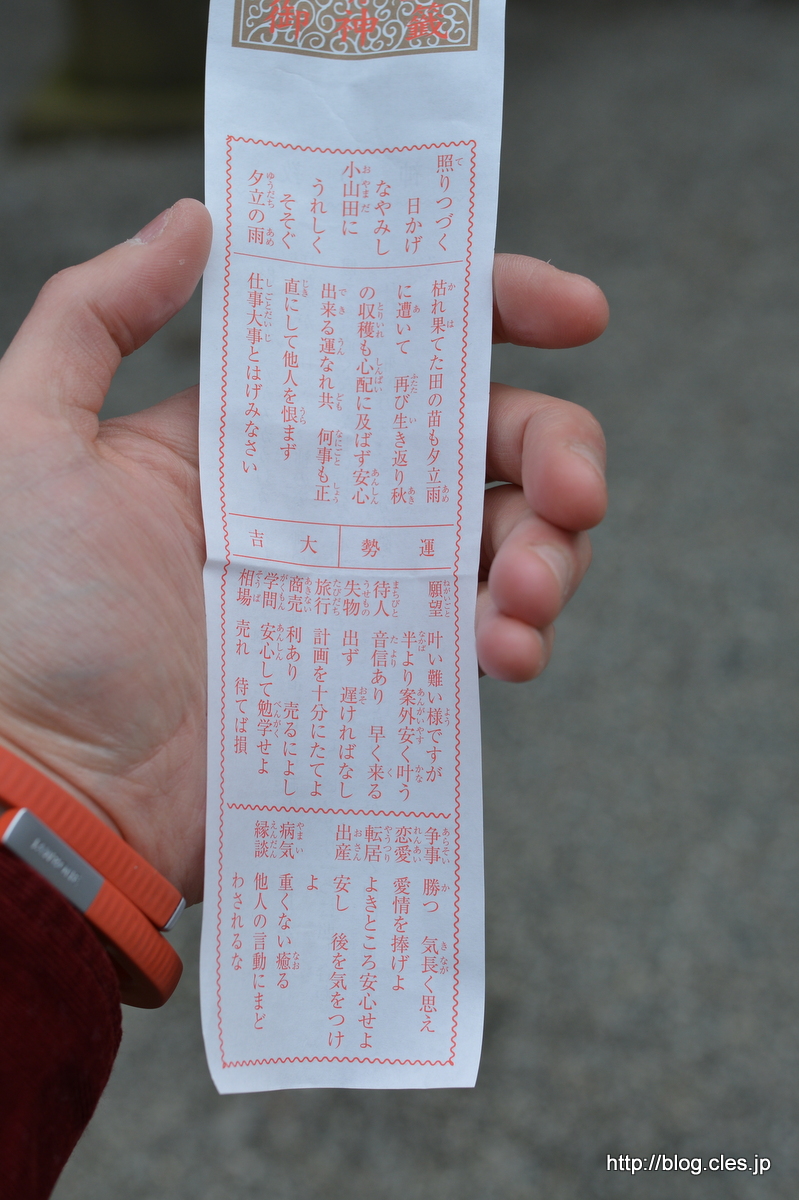 御神籤
照りつづく
日かげ
なやみし
小山田に
うれしく
そそぐ
夕立の雨
枯れ果てた田の苗も夕立雨
に遭いて 再び生き返り秋
の収穫も心配に及ばず安心
出来る運なれ共 何事も正
直にして他人を恨まず
仕事大事とはげみなさい
運勢 大吉
願望 叶い難い様ですが
半より案外安く叶う
待人 音信あり 早く来る
失物 出ず 遅ければなし
旅行 計画を十分にたてよ
商売 利あり 売るによし
学問 安心して勉学せよ
相場 売れ 待てば損
争事 勝つ 気長く思え
恋愛 愛情を捧げよ
転居 よきところ安心せよ
出産 安し 後を気をつけ
よ
病気 重くない癒る
縁談 他人の言動にまど
わされるな
http://blog.cles.jp